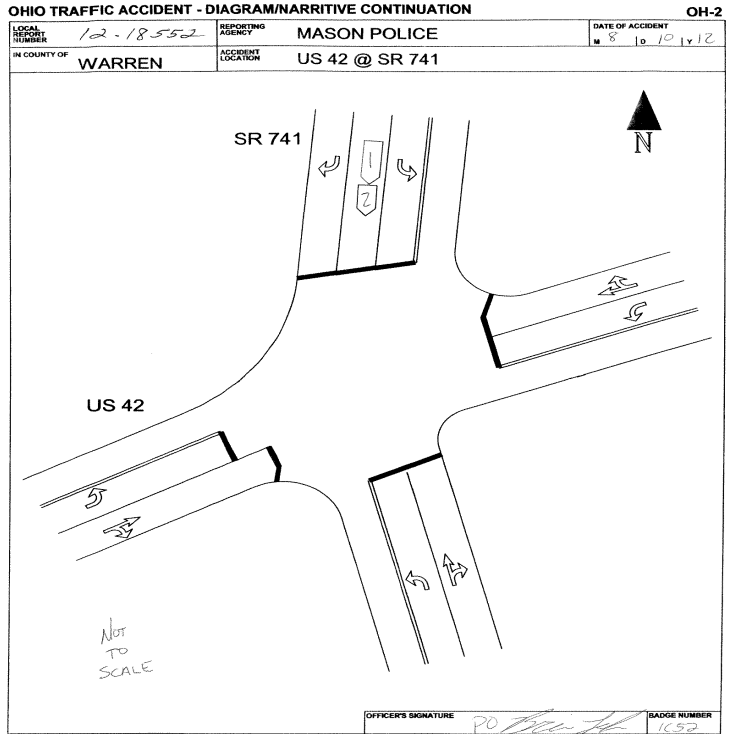 OHIO TRAFFIC ACCIDENT - DIAGRAM/NARRITIVE CONTINUATION OH-2
LOCAL REPORT NUMBER 12-18552 REPORTING AGENCY MASON POLICE DATE OF ACCIDENT M 8 D 10 Y 12
IN COUNTY OF WARREN ACCIDENT LOCATION US 42 @ SR 741
SR 741
1
2
N
US 42
NOT
TO
SCALE
OFFICER'S SIGNATURE PO BADGE NUMBER 1C52